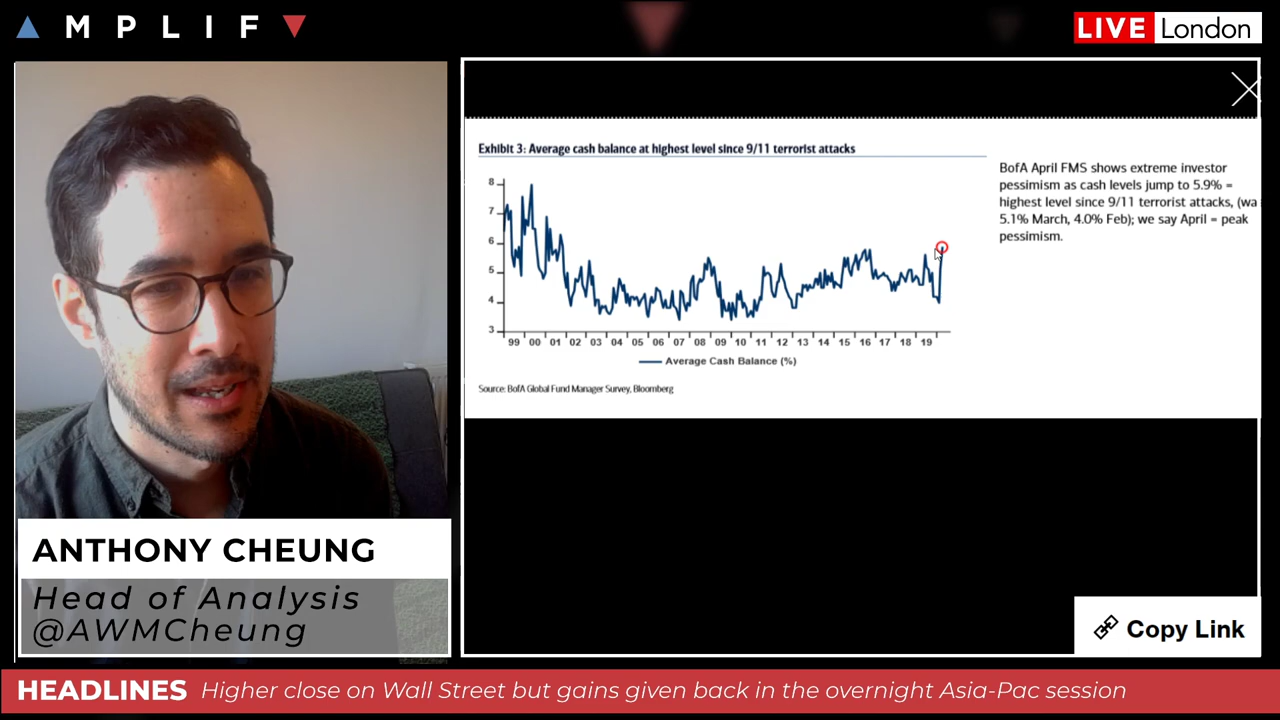 ▲ M P L I F ▼
LIVE London
Exhibit 3: Average cash balance at highest level since 9/11 terrorist attacks
8
7
6
5
4
3
99 00 01 02 03 04 05 06 07 08 09 10 11 12 13 14 15 16 17 18 19
Average Cash Balance (%)
Source: BofA Global Fund Manager Survey, Bloomberg
BofA April FMS shows extreme investor
pessimism as cash levels jump to 5.9% =
highest level since 9/11 terrorist attacks, (wa
5.1% March, 4.0% Feb); we say April = peak
pessimism.
ANTHONY CHEUNG
Head of Analysis
@AWMCheung
Copy Link
HEADLINES Higher close on Wall Street but gains given back in the overnight Asia-Pac session